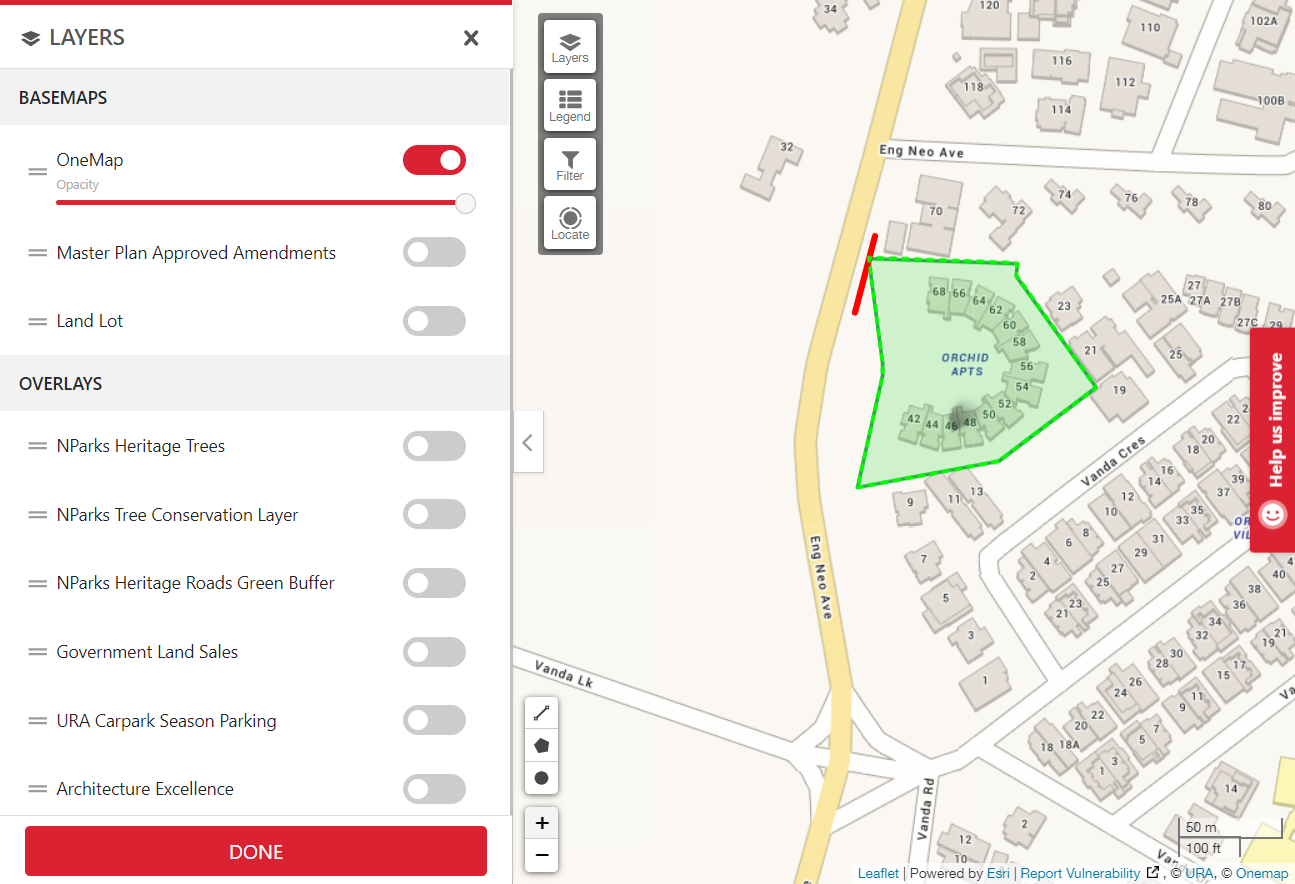 LAYERS
BASEMAPS
OneMap
Opacity
Master Plan Approved Amendments
Land Lot
OVERLAYS
NParks Heritage Trees
NParks Tree Conservation Layer
NParks Heritage Roads Green Buffer
Government Land Sales
URA Carpark Season Parking
Architecture Excellence
DONE
Layers
Legend
Filter
Locate
34
120
110
102A
116
112
118
114
100B
32
Eng Neo Ave
70
72
74
76
78
80
68
66
64
62
60
58
56
54
52
50
48
46
44
42
ORCHID
APTS
23
21
19
25A
27
27A
27B
27C
29
25
Vanda Cres
22
20
18
16
14
12
10
8
6
4
2
39
37
35
33
31
29
27
25
23
21
9
11
13
7
5
3
1
Eng Neo Ave
Vanda Lk
40
38
36
34
32
30
28
26
24
22
20
18
18A
21
19
17
15
11
9
7
5
3
1
14
Vanda Rd
2
12
10
Help us improve
+
−
50 m
100 ft
Leaflet | Powered by Esri | Report Vulnerability , © URA, © Onemap